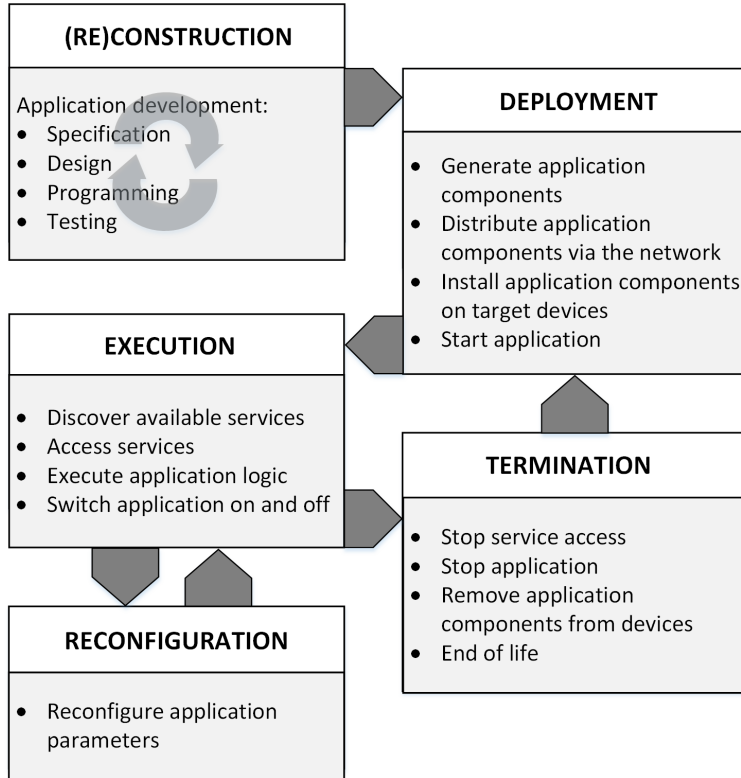 (RE)CONSTRUCTION
Application development:
• Specification
• Design
• Programming
• Testing
DEPLOYMENT
• Generate application
components
• Distribute application
components via the network
• Install application components
on target devices
• Start application
EXECUTION
• Discover available services
• Access services
• Execute application logic
• Switch application on and off
TERMINATION
• Stop service access
• Stop application
• Remove application
components from devices
• End of life
RECONFIGURATION
• Reconfigure application
parameters